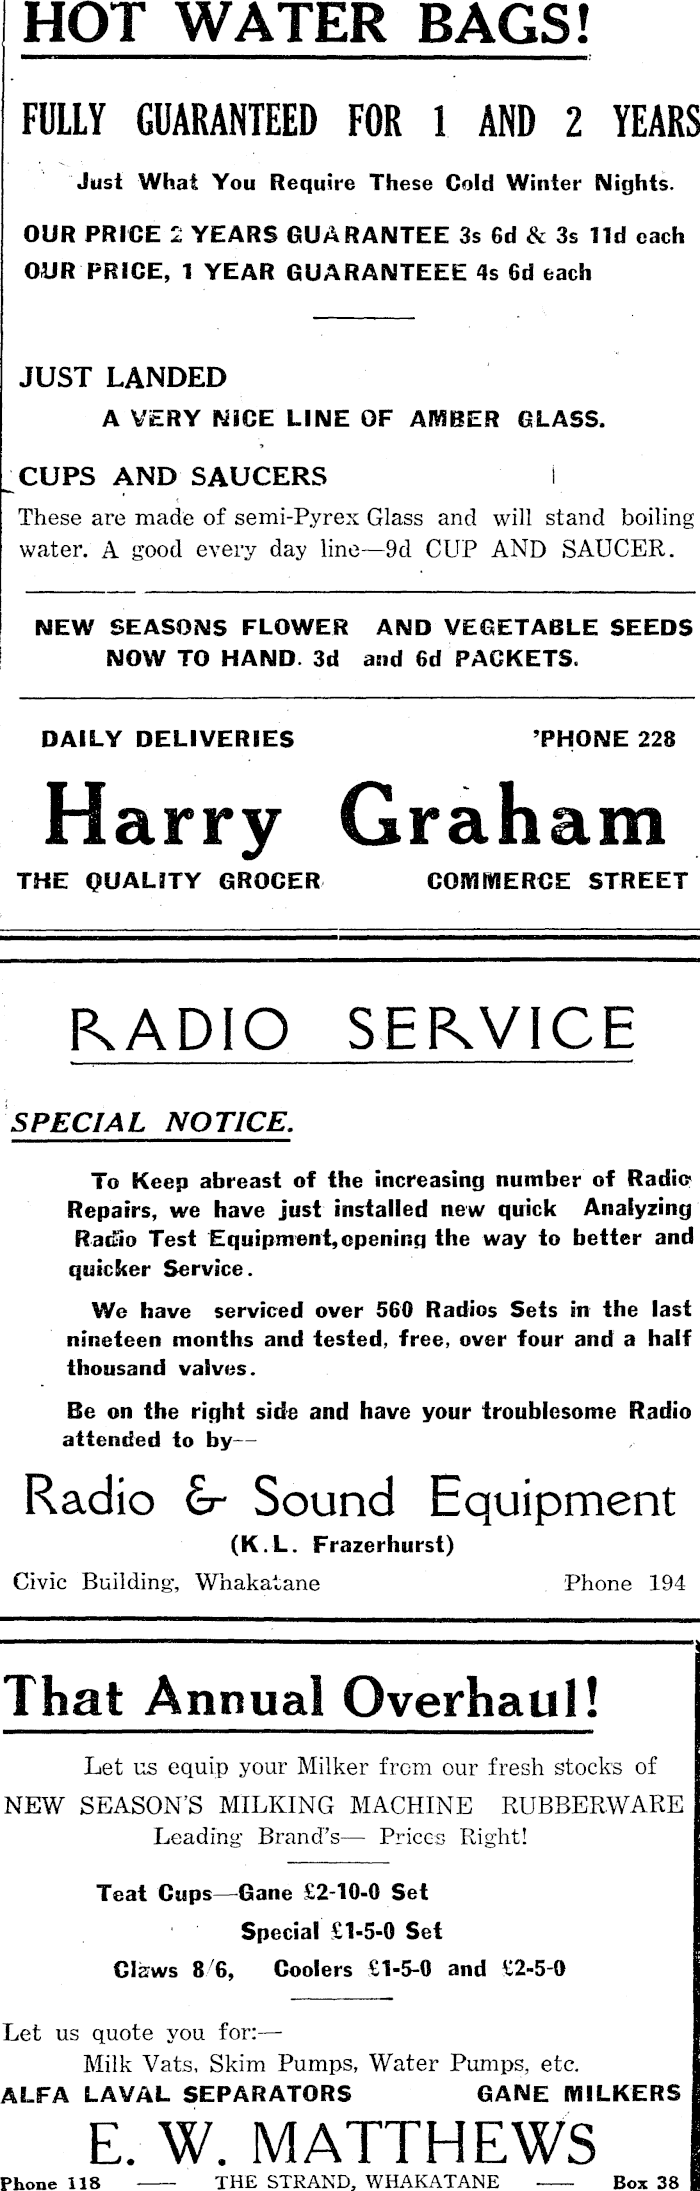 HOT WATER BAGS!
FULLY GUARANTEED FOR 1 AND 2 YEARS
Just What You Require These Cold Winter Nights.
OUR PRICE 2 YEARS GUARANTEE 3s 6d & 3s 11d each
OUR PRICE, 1 YEAR GUARANTEEE 4s 6d each
JUST LANDED
A VERY NICE LINE OF AMBER GLASS.
CUPS AND SAUCERS
These are made of semi-Pyrex Glass and will stand boiling
water. A good every day line—9d CUP AND SAUCER.
NEW SEASONS FLOWER AND VEGETABLE SEEDS
NOW TO HAND. 3d and 6d PACKETS.
DAILY DELIVERIES 'PHONE 228
Harry Graham
THE QUALITY GROCER COMMERCE STREET
RADIO SERVICE
SPECIAL NOTICE.
To Keep abreast of the increasing number of Radio
Repairs, we have just installed new quick Analyzing
Radio Test Equipment, opening the way to better and
quicker Service.
We have serviced over 560 Radios Sets in the last
nineteen months and tested, free, over four and a half
thousand valves.
Be on the right side and have your troublesome Radio
attended to by--
Radio & Sound Equipment
(K.L. Frazerhurst)
Civic Building, Whakatane Phone 194
That Annual Overhaul!
Let us equip your Milker from our fresh stocks of
NEW SEASON'S MILKING MACHINE RUBBERWARE
Leading Brand's— Prices Right!
Teat Cups—Gane £2-10-0 Set
Special £1-5-0 Set
Claws 8/6, Coolers £1-5-0 and £2-5-0
Let us quote you for:—
Milk Vats, Skim Pumps, Water Pumps, etc.
ALFA LAVAL SEPARATORS GANE MILKERS
E. W. MATTHEWS
Phone 118 — THE STRAND, WHAKATANE — Box 38